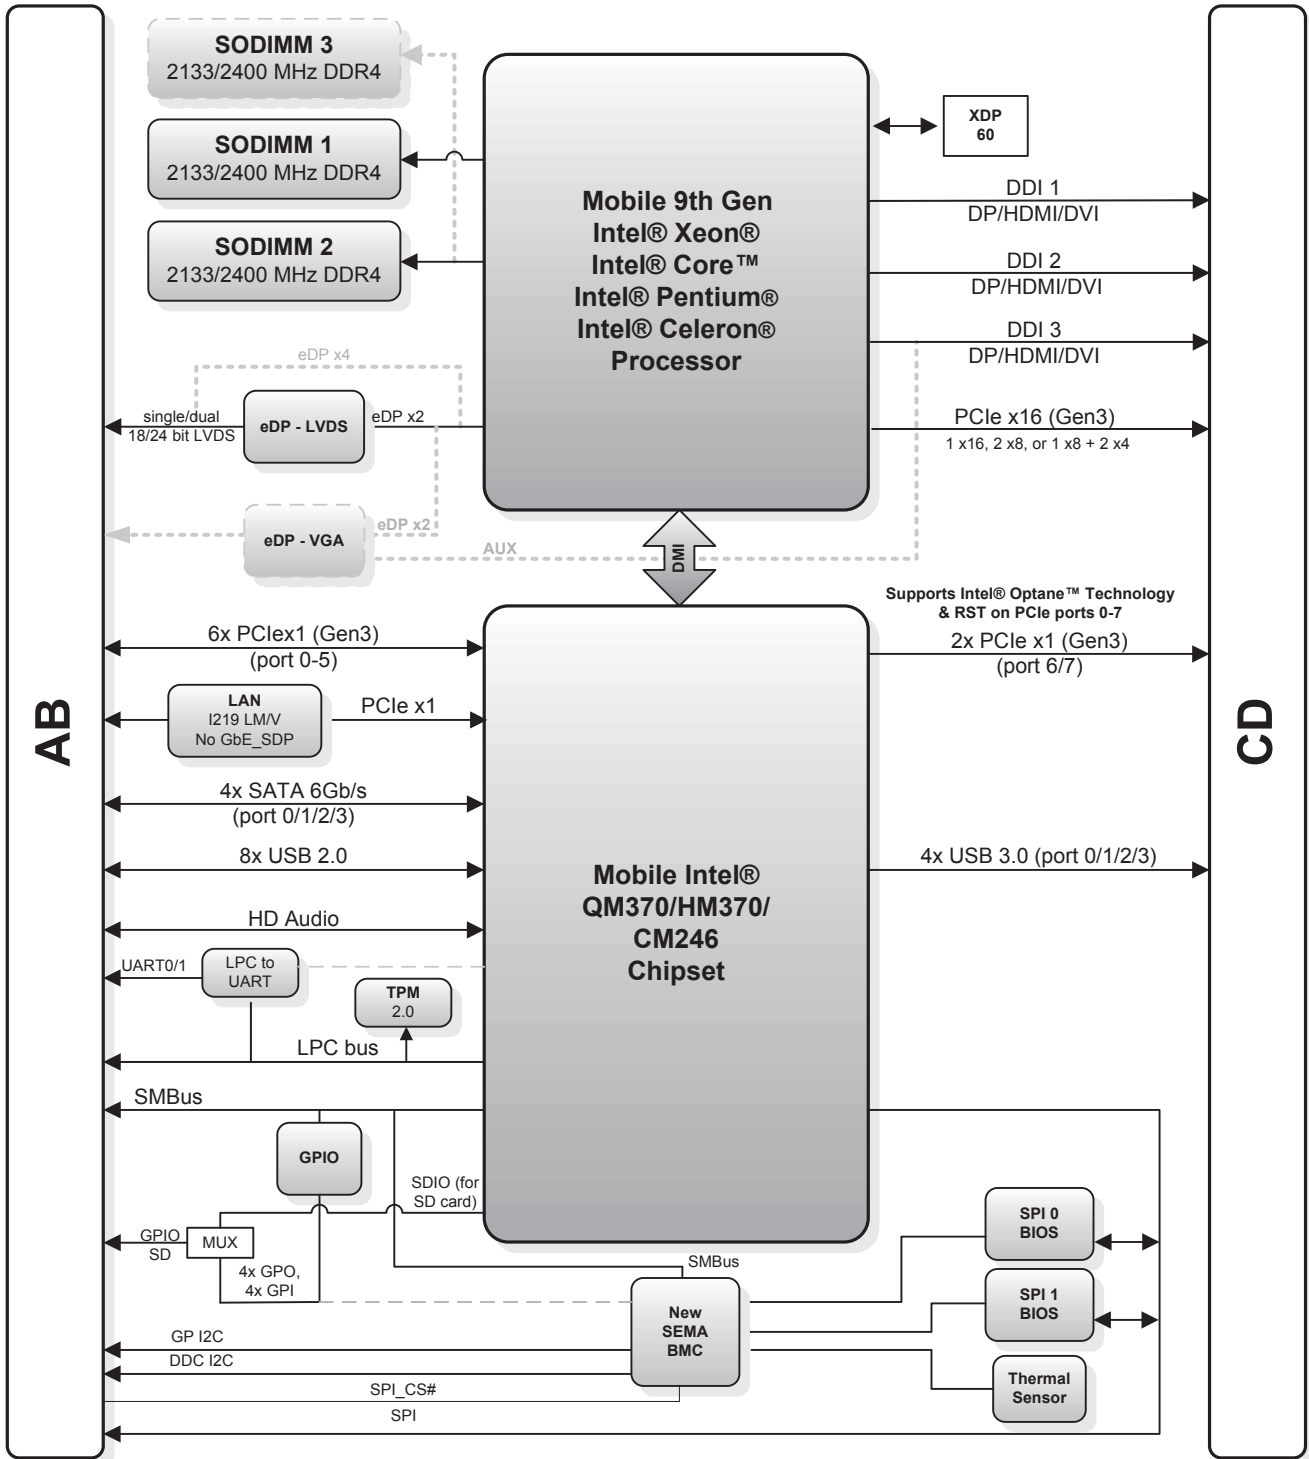 SODIMM 3
2133/2400 MHz DDR4
SODIMM 1
2133/2400 MHz DDR4
SODIMM 2
2133/2400 MHz DDR4
Mobile 9th Gen
Intel® Xeon®
Intel® Core™
Intel® Pentium®
Intel® Celeron®
Processor
XDP
60
DDI 1
DP/HDMI/DVI
DDI 2
DP/HDMI/DVI
DDI 3
DP/HDMI/DVI
PCIe x16 (Gen3)
1 x16, 2 x8, or 1 x8 + 2 x4
eDP x4
single/dual
18/24 bit LVDS
eDP - LVDS
eDP x2
eDP - VGA
eDP x2
AUX
DMI
Supports Intel® Optane™ Technology
& RST on PCIe ports 0-7
2x PCIe x1 (Gen3)
(port 6/7)
6x PCIex1 (Gen3)
(port 0-5)
LAN
I219 LM/V
No GbE_SDP
PCIe x1
AB
CD
4x SATA 6Gb/s
(port 0/1/2/3)
8x USB 2.0
4x USB 3.0 (port 0/1/2/3)
Mobile Intel®
QM370/HM370/
CM246
Chipset
HD Audio
UART0/1
LPC to
UART
TPM
2.0
LPC bus
SMBus
GPIO
SDIO (for
SD card)
GPIO
SD
MUX
4x GPO,
4x GPI
SMBus
New
SEMA
BMC
SPI 0
BIOS
SPI 1
BIOS
Thermal
Sensor
GP I2C
DDC I2C
SPI_CS#
SPI